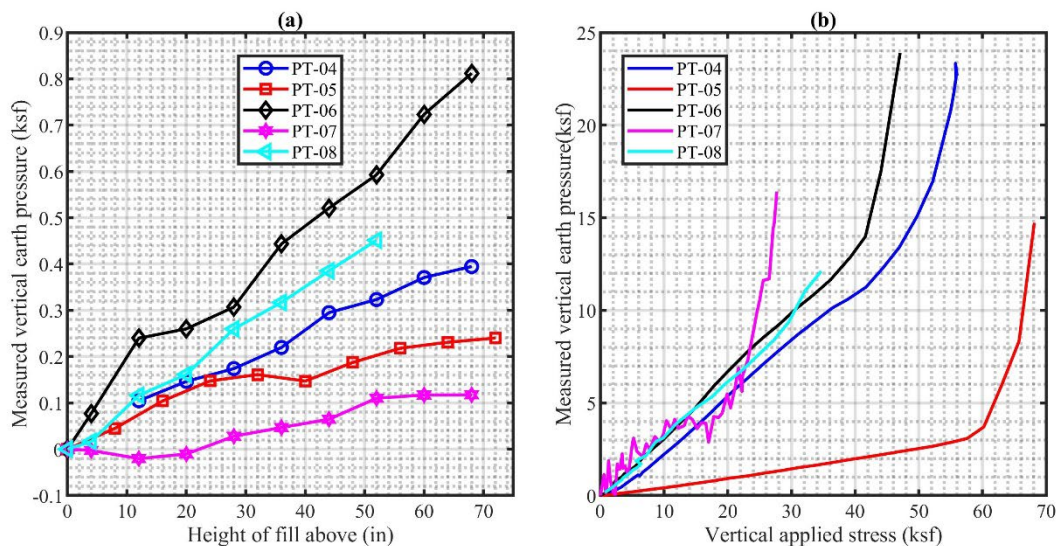 (a)
Measured vertical earth pressure (ksf)
0.9
0.8
0.7
0.6
0.5
0.4
0.3
0.2
0.1
0
-0.1
PT-04
PT-05
PT-06
PT-07
PT-08
0 10 20 30 40 50 60 70
Height of fill above (in)
(b)
Measured vertical earth pressure(ksf)
25
20
15
10
5
0
PT-04
PT-05
PT-06
PT-07
PT-08
0 10 20 30 40 50 60 70
Vertical applied stress (ksf)